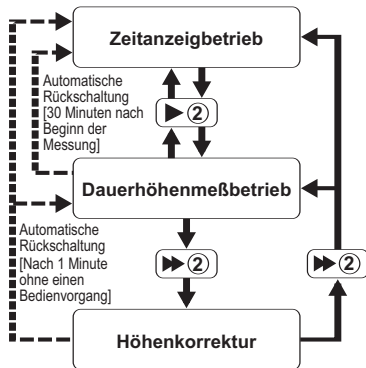 Zeitanzeigbetrieb
Automatische
Rückschaltung
[30 Minuten nach
Beginn der
Messung]
②
Dauerhöhenmeßbetrieb
Automatische
Rückschaltung
[Nach 1 Minute
ohne einen
Bedienvorgang]
②
②
Höhenkorrektur